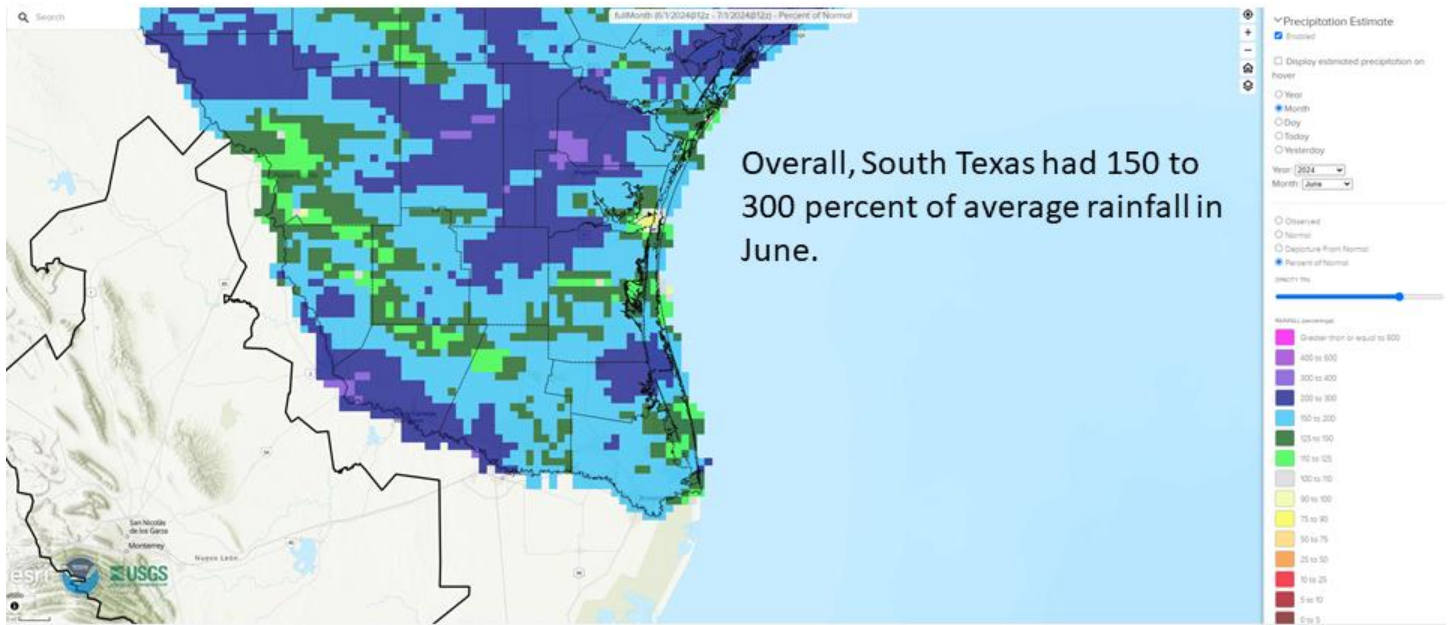 Search
fullMonth (6/1/2024@12z - 7/1/2024@12z) - Percent of Normal
Overall, South Texas had 150 to
300 percent of average rainfall in
June.
San Nicolás
de los Garza
Monterrey
Nuevo León
esri
USGS
Precipitation Estimate
Enabled
Display estimated precipitation on
hover
Year
Month
Day
Today
Yesterday
Year: 2024
Month: June
Observed
Normal
Departure From Normal
Percent of Normal
RAINFALL (percentage)
Greater than or equal to 600
400 to 600
300 to 400
200 to 300
150 to 200
125 to 150
110 to 125
100 to 110
90 to 100
75 to 90
50 to 75
25 to 50
10 to 25
5 to 10
0 to 5